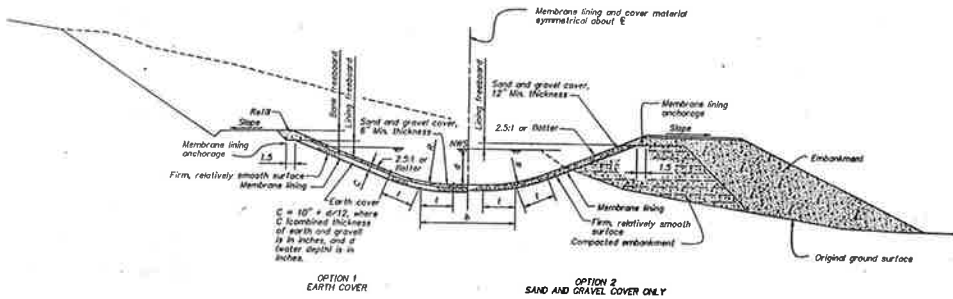 Membrane lining and cover material
symmetrical about ℄
Bank freeboard
Lining freeboard
Lining freeboard
Sand and gravel cover,
12" Min. thickness
Membrane lining
anchorage
Slope
Refill
Slope
Sand and gravel cover,
6" Min. thickness
NWS
2.5:1 or flatter
Membrane lining
anchorage
1.5
1.5
Embankment
Firm, relatively smooth surface
Membrane lining
2.5:1 or
flatter
d
Earth cover
C = 10" + d/12, where
C (combined thickness
of earth and gravel)
is in inches, and d
(water depth) is in
inches.
t
t
t
t
b
Membrane lining
Firm, relatively smooth
surface
Compacted embankment
Original ground surface
OPTION 1
EARTH COVER
OPTION 2
SAND AND GRAVEL COVER ONLY